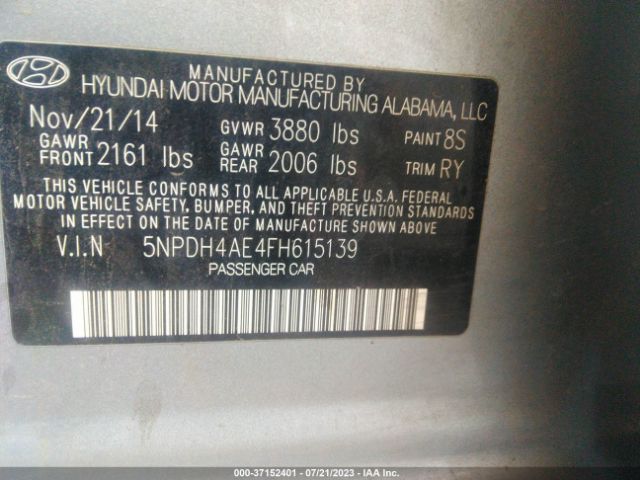 MANUFACTURED BY
HYUNDAI MOTOR MANUFACTURING ALABAMA, LLC
Nov/21/14 GVWR 3880 lbs PAINT 8S
GAWR FRONT 2161 lbs GAWR REAR 2006 lbs TRIM RY
THIS VEHICLE CONFORMS TO ALL APPLICABLE U.S.A. FEDERAL
MOTOR VEHICLE SAFETY, BUMPER, AND THEFT PREVENTION STANDARDS
IN EFFECT ON THE DATE OF MANUFACTURE SHOWN ABOVE.
V.I.N 5NPDH4AE4FH615139
PASSENGER CAR
000-37152401 - 07/21/2023 - IAA Inc.